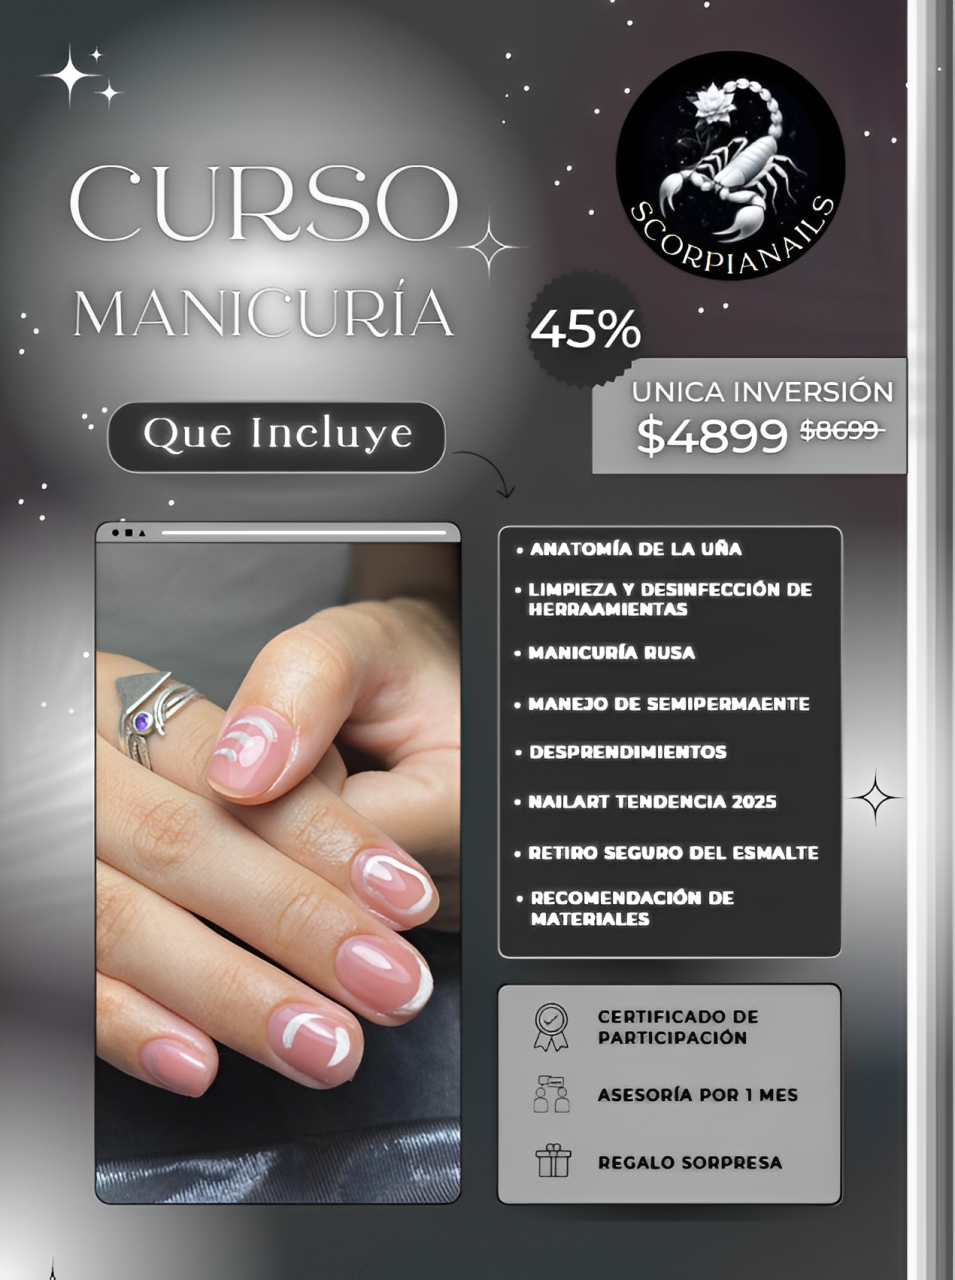 CURSO
MANICURÍA
SCORPIANAILS
45%
UNICA INVERSIÓN
$4899 $8699
Que Incluye
• ANATOMÍA DE LA UÑA
• LIMPIEZA Y DESINFECCIÓN DE
HERRAAMIENTAS
• MANICURÍA RUSA
• MANEJO DE SEMIPERMAENTE
• DESPRENDIMIENTOS
• NAILART TENDENCIA 2025
• RETIRO SEGURO DEL ESMALTE
• RECOMENDACIÓN DE
MATERIALES
CERTIFICADO DE
PARTICIPACIÓN
ASESORÍA POR 1 MES
REGALO SORPRESA